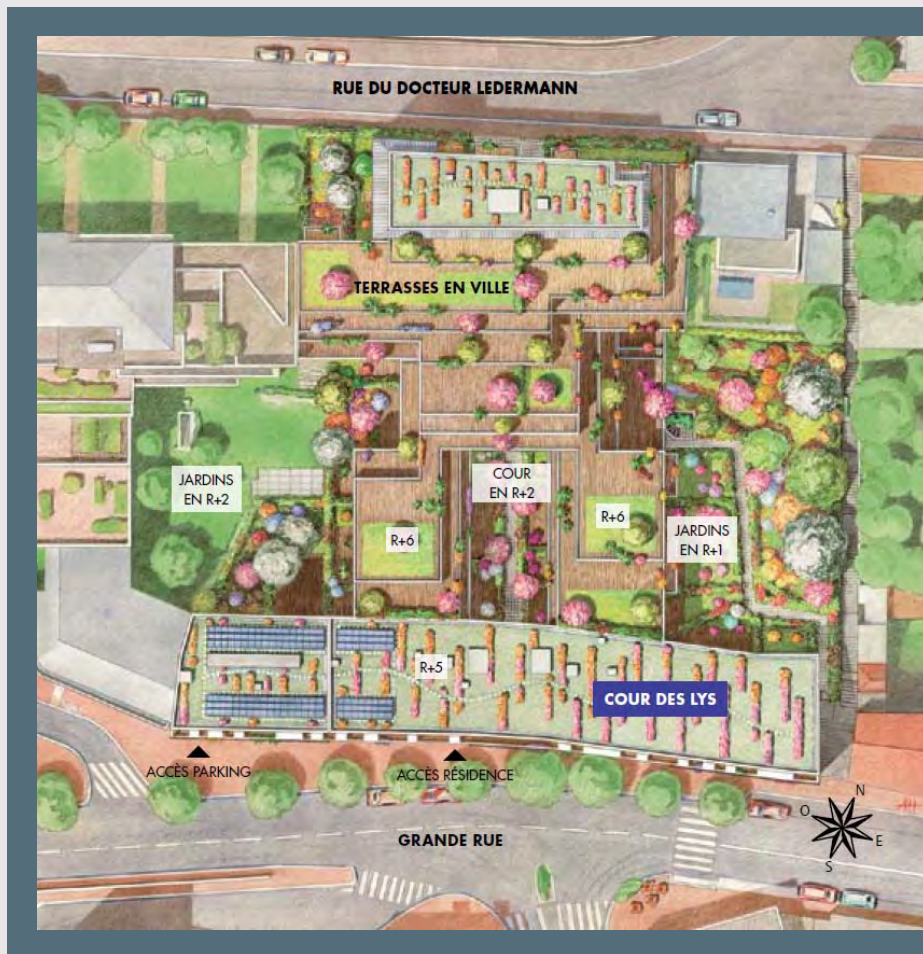 RUE DU DOCTEUR LEDERMANN
TERRASSES EN VILLE
JARDINS
EN R+2
COUR
EN R+2
R+6
R+6
JARDINS
EN R+1
R+5
COUR DES LYS
ACCÈS PARKING
ACCÈS RÉSIDENCE
GRANDE RUE
N
O
E
S